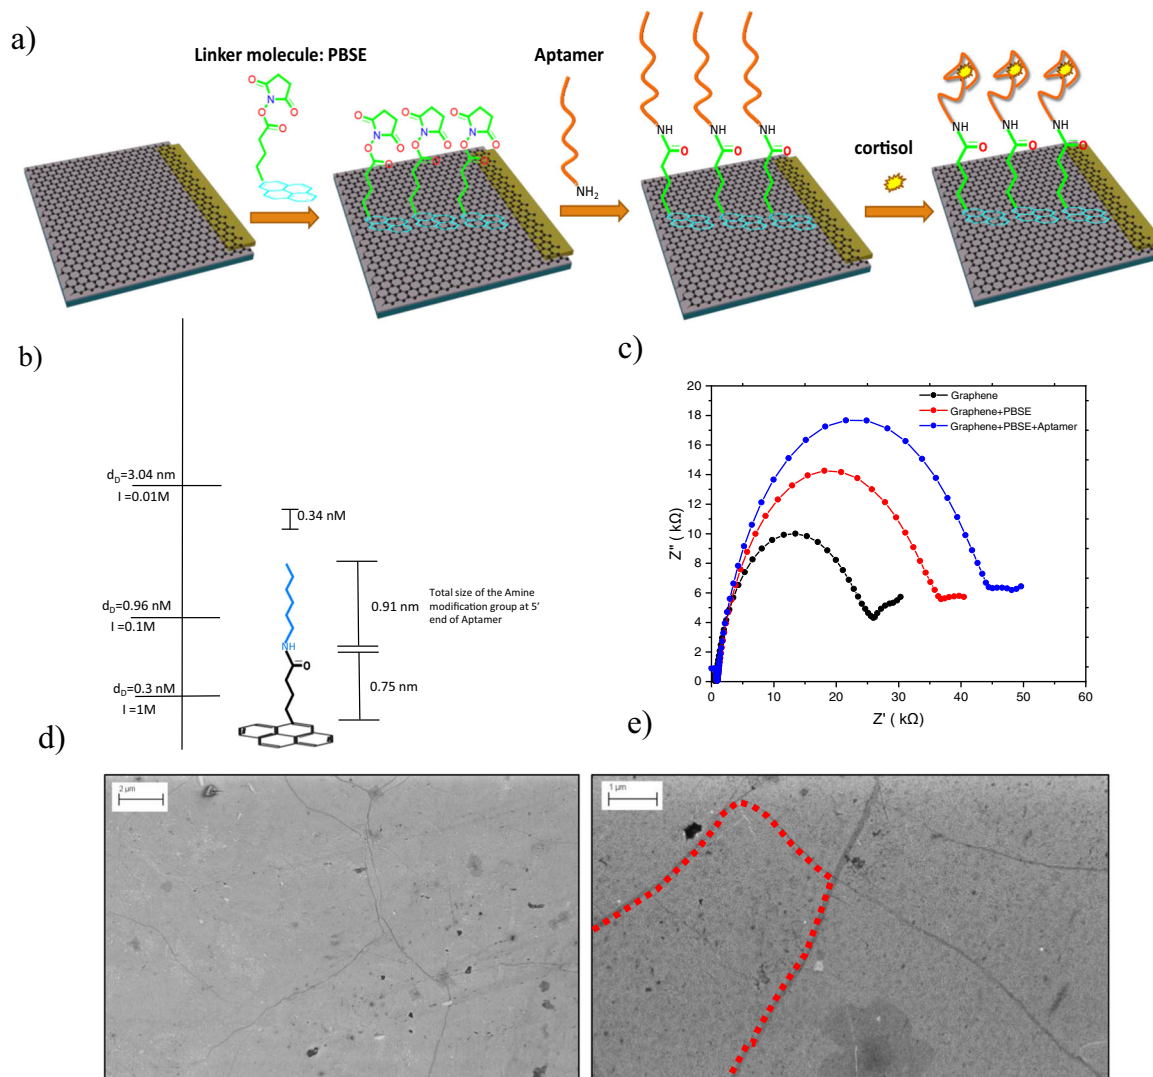 a)
Linker molecule: PBSE
Aptamer
cortisol
O
N
O
O
O
O
N
O
O
O
O
N
O
O
O
O
N
O
O
O
NH₂
NH
O
NH
O
NH
O
NH
O
NH
O
NH
O
b)
d_D=3.04 nm
I =0.01M
0.34 nM
d_D=0.96 nM
I =0.1M
0.91 nm
Total size of the Amine
modification group at 5'
end of Aptamer
NH
O
0.75 nm
d_D=0.3 nM
I =1M
c)
Graphene
Graphene+PBSE
Graphene+PBSE+Aptamer
20
18
16
14
12
10
8
6
4
2
0
Z" ( kΩ)
0
10
20
30
40
50
60
Z' ( kΩ)
d)
2 µm
e)
1 µm